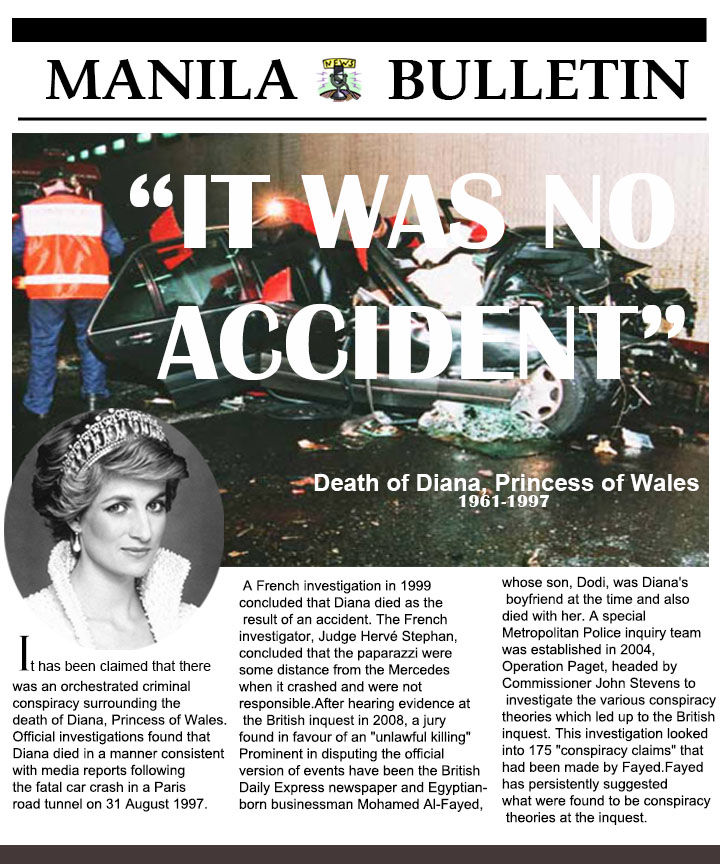 MANILA NEWS BULLETIN
“IT WAS NO
ACCIDENT”
Death of Diana, Princess of Wales
1961-1997
It has been claimed that there
was an orchestrated criminal
conspiracy surrounding the
death of Diana, Princess of Wales.
Official investigations found that
Diana died in a manner consistent
with media reports following
the fatal car crash in a Paris
road tunnel on 31 August 1997.
A French investigation in 1999
concluded that Diana died as the
result of an accident. The French
investigator, Judge Hervé Stephan,
concluded that the paparazzi were
some distance from the Mercedes
when it crashed and were not
responsible.After hearing evidence at
the British inquest in 2008, a jury
found in favour of an "unlawful killing"
Prominent in disputing the official
version of events have been the British
Daily Express newspaper and Egyptian-
born businessman Mohamed Al-Fayed,
whose son, Dodi, was Diana's
boyfriend at the time and also
died with her. A special
Metropolitan Police inquiry team
was established in 2004,
Operation Paget, headed by
Commissioner John Stevens to
investigate the various conspiracy
theories which led up to the British
inquest. This investigation looked
into 175 "conspiracy claims" that
had been made by Fayed.Fayed
has persistently suggested
what were found to be conspiracy
theories at the inquest.